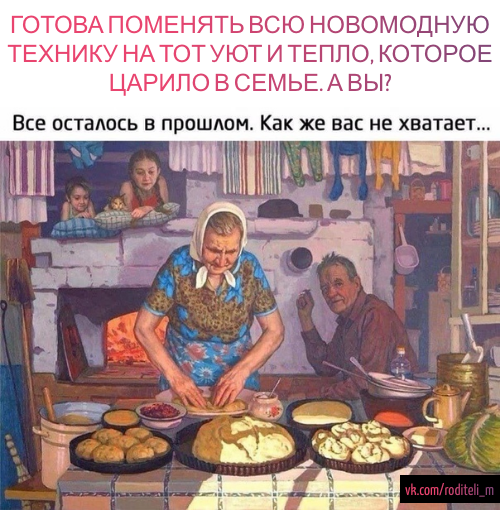 ГОТОВА ПОМЕНЯТЬ ВСЮ НОВОМОДНУЮ
ТЕХНИКУ НА ТОТ УЮТ И ТЕПЛО, КОТОРОЕ
ЦАРИЛО В СЕМЬЕ. А ВЫ?
Все осталось в прошлом. Как же вас не хватает...
vk.com/roditeli_m